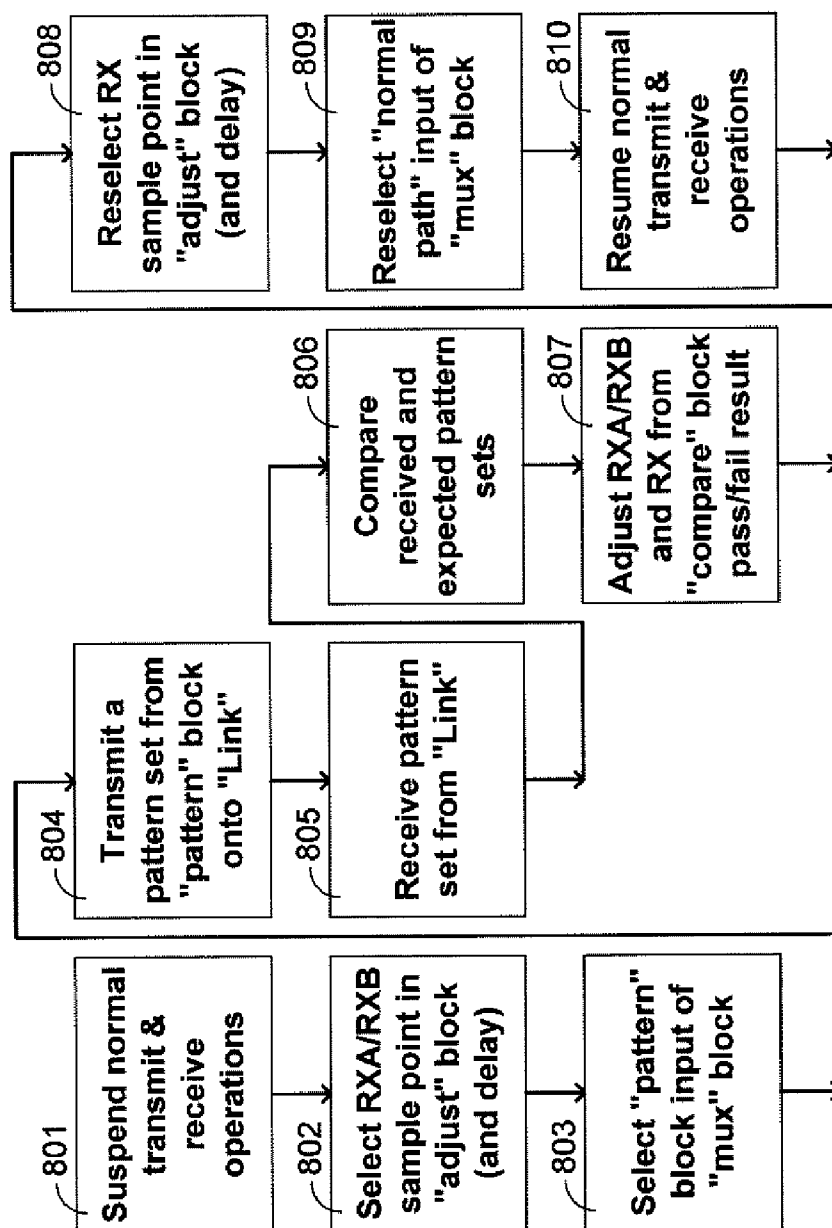 801
Suspend normal
transmit &
receive
operations
802
Select RXA/RXB
sample point in
"adjust" block
(and delay)
803
Select "pattern"
block input of
"mux" block
804
Transmit a
pattern set from
"pattern" block
onto "Link"
805
Receive pattern
set from "Link"
806
Compare
received and
expected pattern
sets
807
Adjust RXA/RXB
and RX from
"compare" block
pass/fail result
808
Reselect RX
sample point in
"adjust" block
(and delay)
809
Reselect "normal
path" input of
"mux" block
810
Resume normal
transmit &
receive
operations